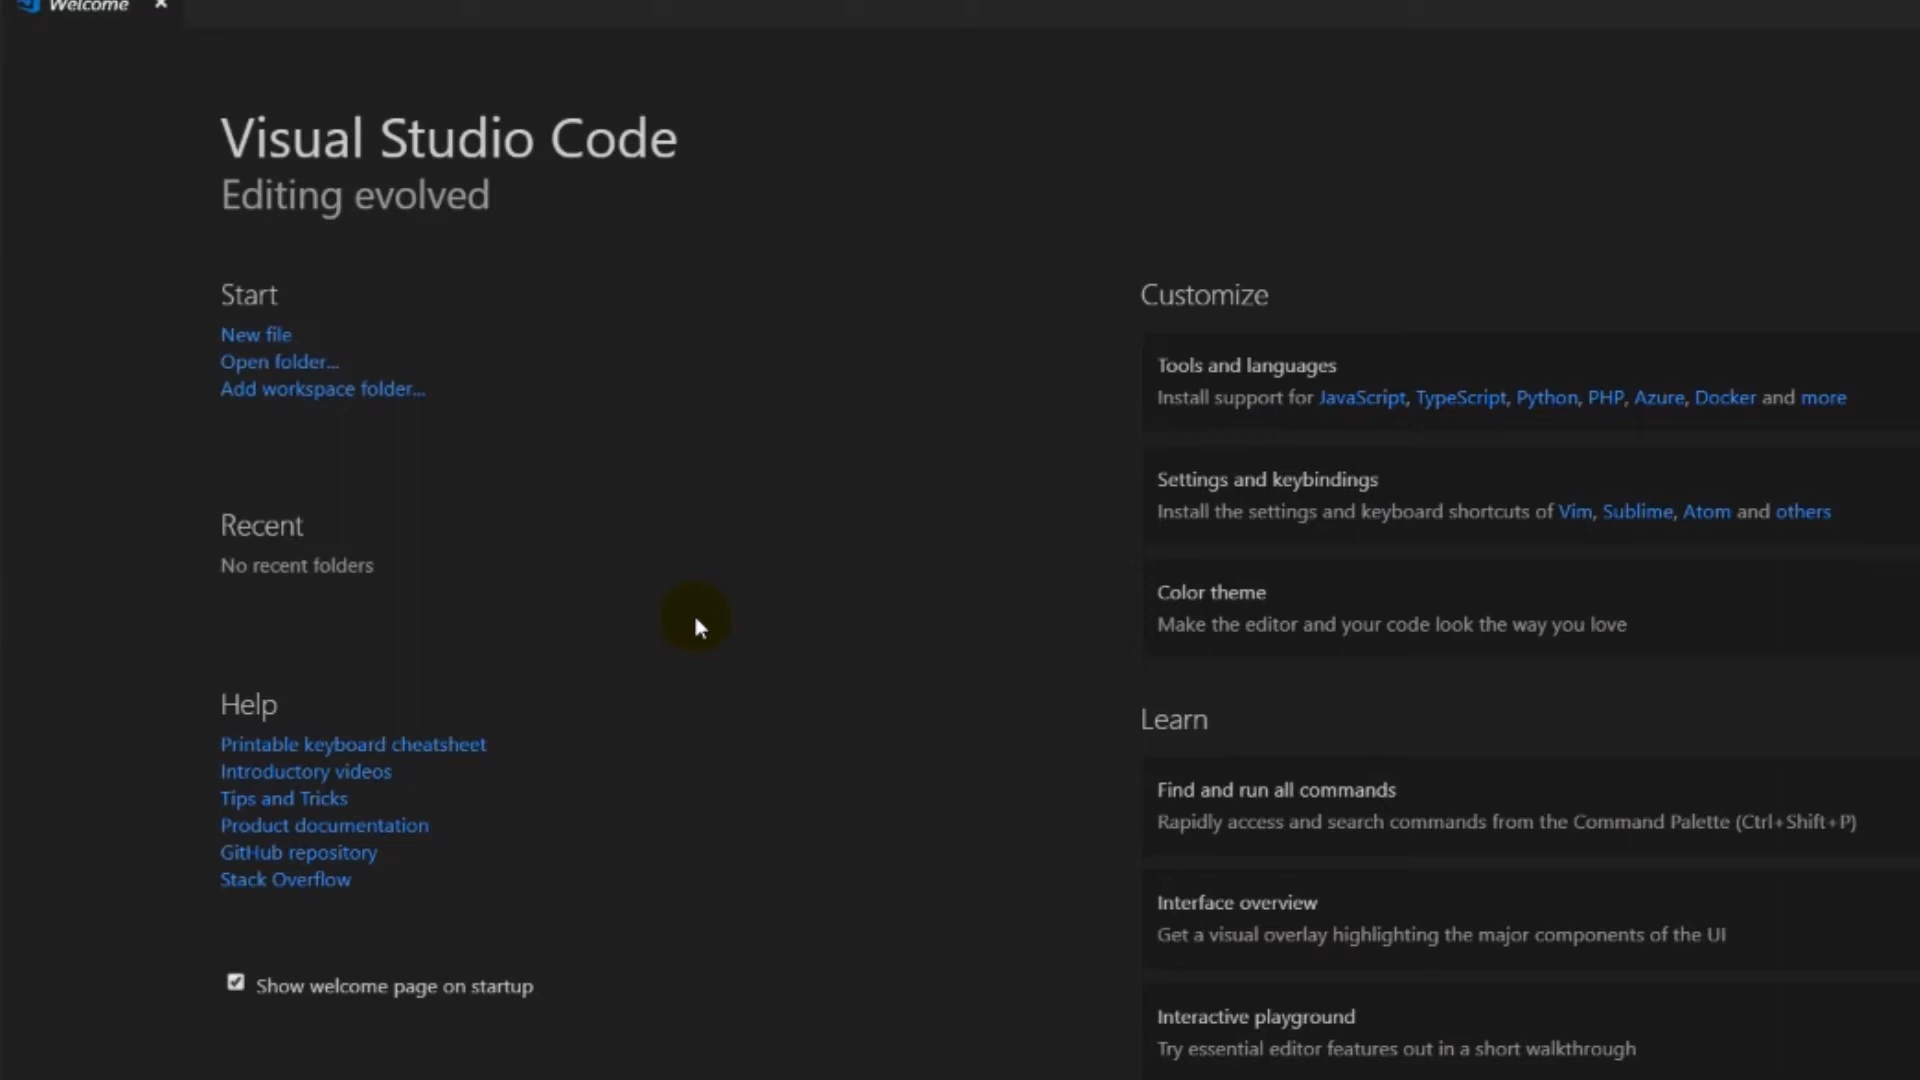 Welcome
Visual Studio Code
Editing evolved
Start
New file
Open folder...
Add workspace folder...
Recent
No recent folders
Help
Printable keyboard cheatsheet
Introductory videos
Tips and Tricks
Product documentation
GitHub repository
Stack Overflow
Show welcome page on startup
Customize
Tools and languages
Install support for JavaScript, TypeScript, Python, PHP, Azure, Docker and more
Settings and keybindings
Install the settings and keyboard shortcuts of Vim, Sublime, Atom and others
Color theme
Make the editor and your code look the way you love
Learn
Find and run all commands
Rapidly access and search commands from the Command Palette (Ctrl+Shift+P)
Interface overview
Get a visual overlay highlighting the major components of the UI
Interactive playground
Try essential editor features out in a short walkthrough